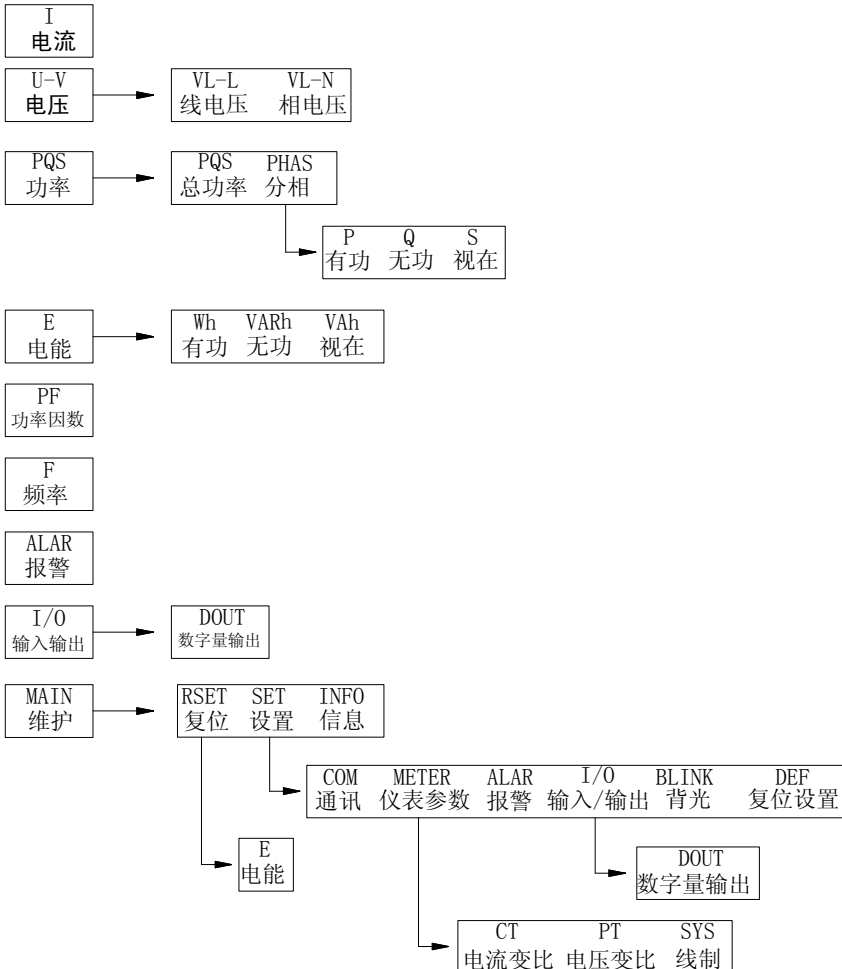 I
电流
U-V
电压
VL-L VL-N
线电压 相电压
PQS
功率
PQS PHAS
总功率 分相
P Q S
有功 无功 视在
E
电能
Wh VARh VAh
有功 无功 视在
PF
功率因数
F
频率
ALAR
报警
I/O
输入输出
DOUT
数字量输出
MAIN
维护
RSET SET INFO
复位 设置 信息
COM METER ALAR I/O BLINK DEF
通讯 仪表参数 报警 输入/输出 背光 复位设置
E
电能
DOUT
数字量输出
CT PT SYS
电流变比 电压变比 线制